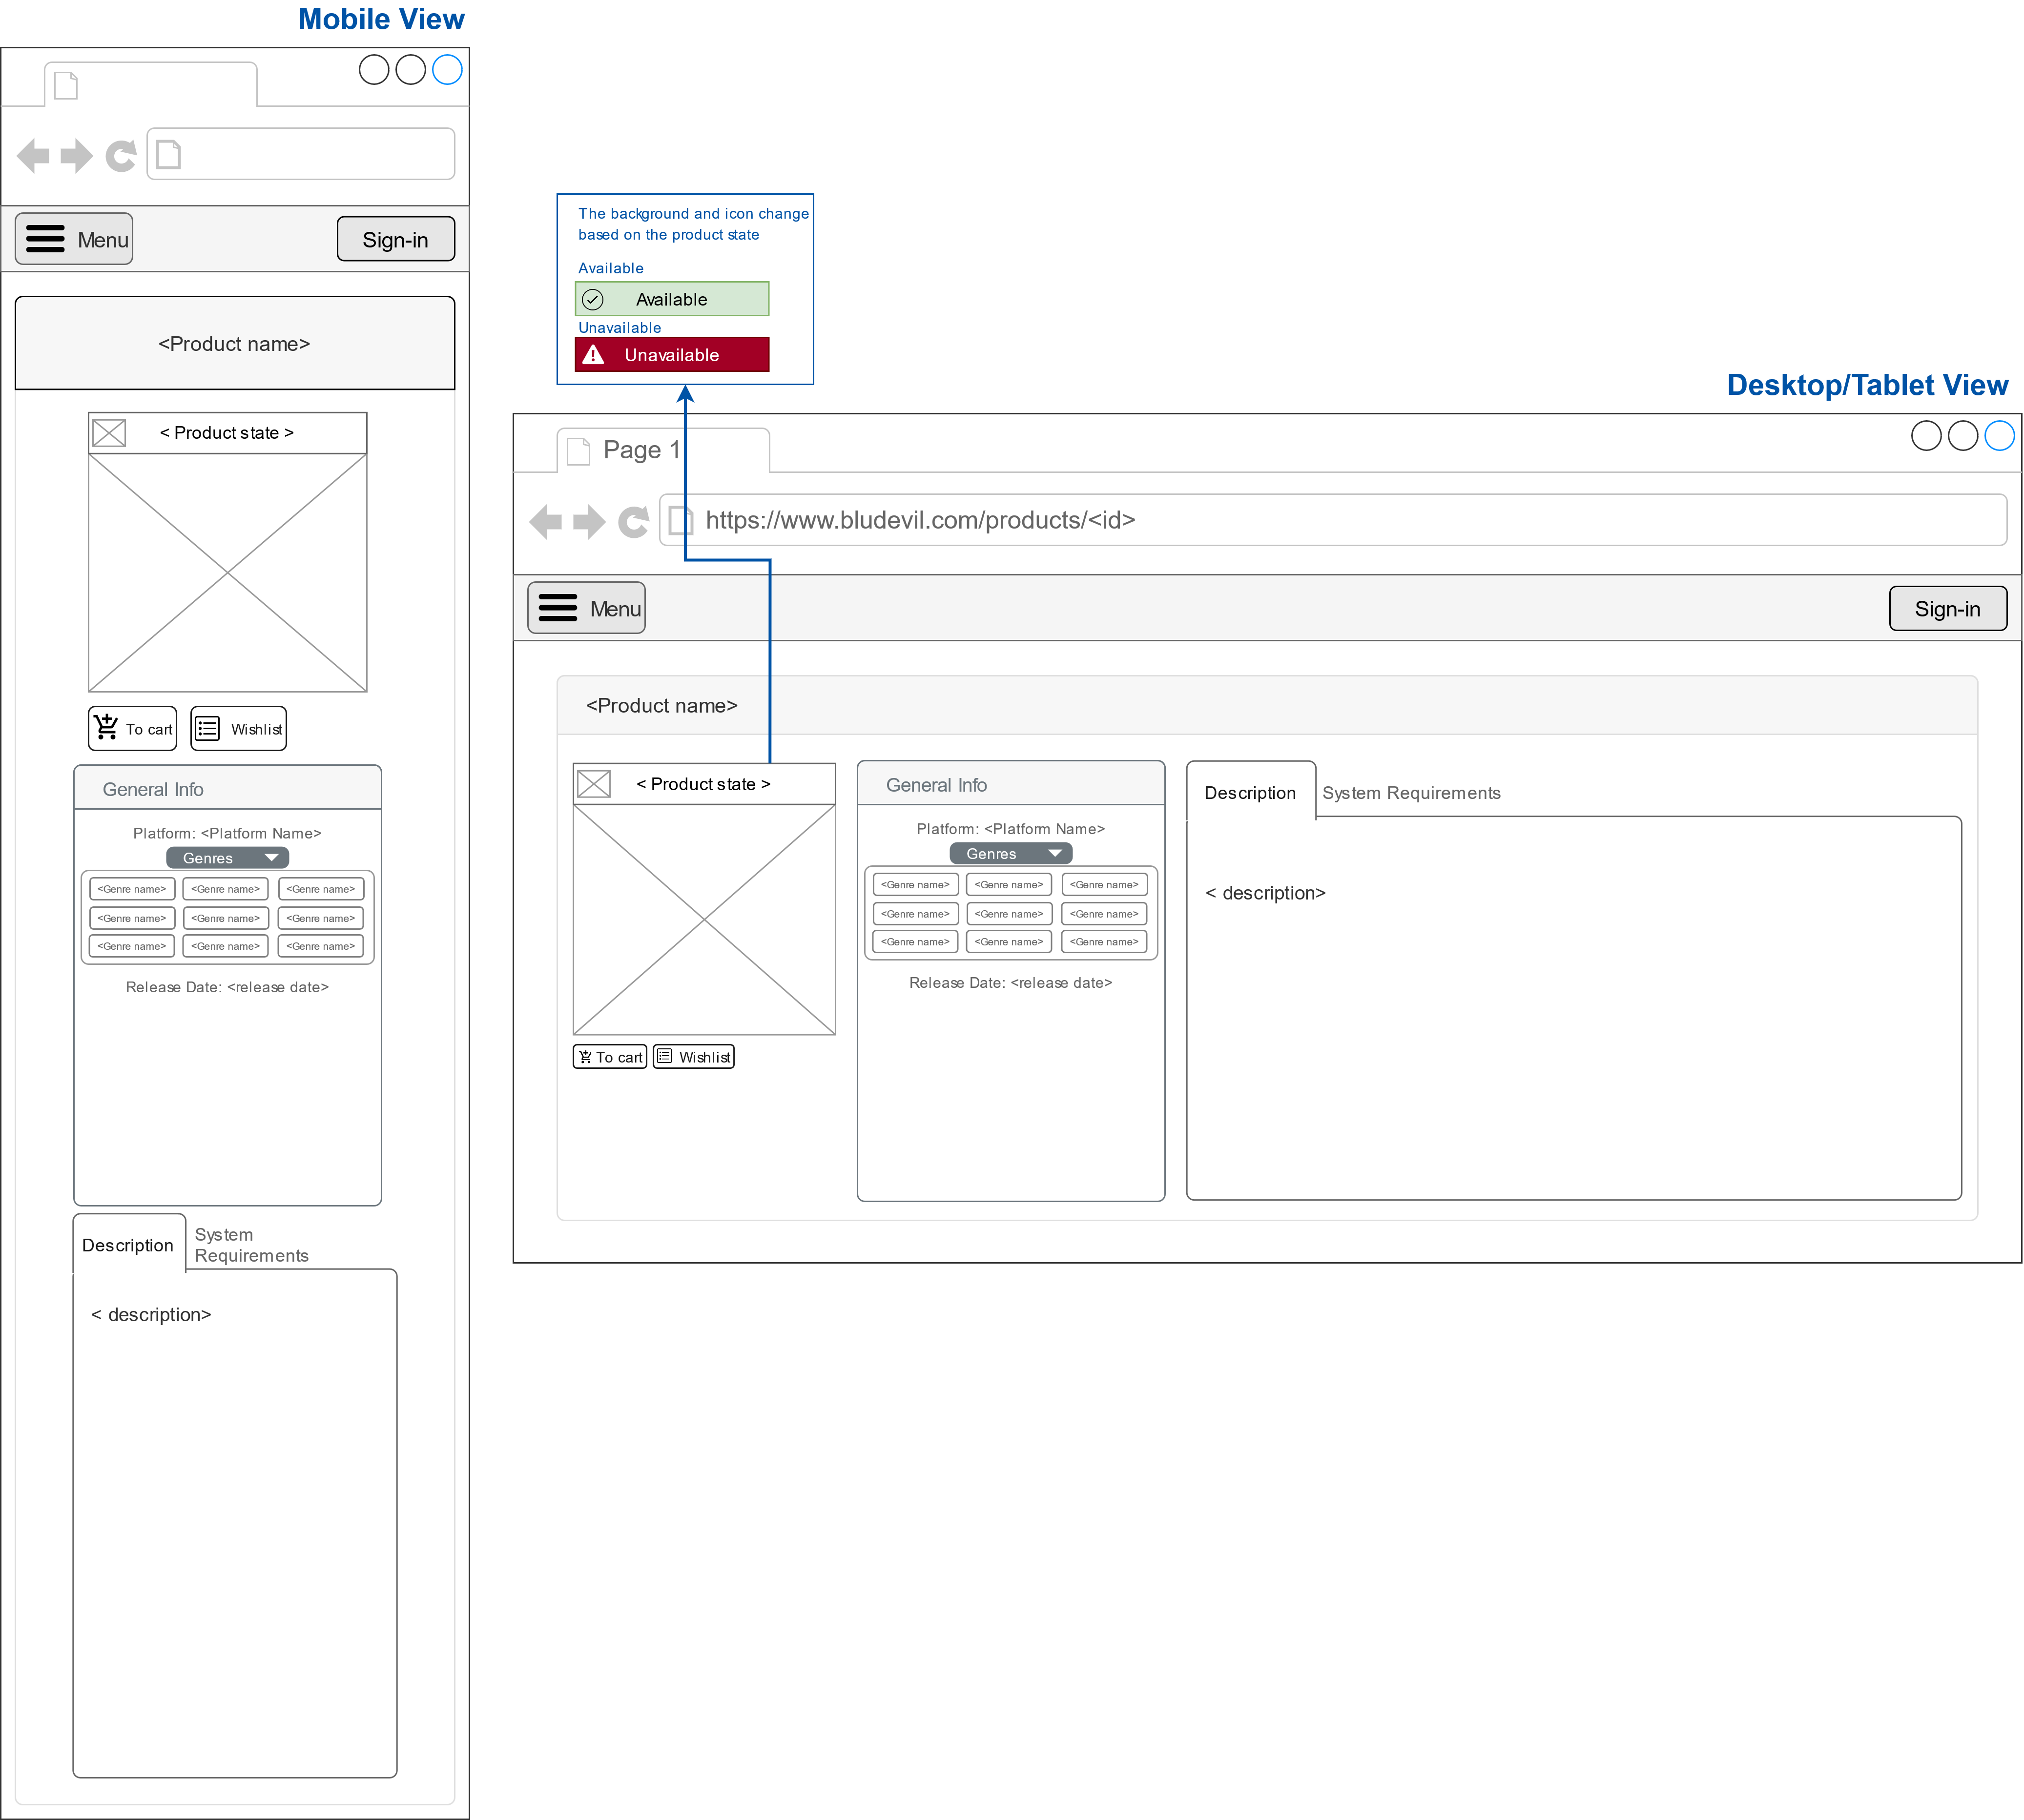 Mobile View
Menu
Sign-in
<Product name>
< Product state >
To cart
Wishlist
General Info
Platform: <Platform Name>
Genres
<Genre name> <Genre name> <Genre name>
<Genre name> <Genre name> <Genre name>
<Genre name> <Genre name> <Genre name>
Release Date: <release date>
Description
System
Requirements
< description>
The background and icon change
based on the product state
Available
Available
Unavailable
Unavailable
Desktop/Tablet View
Page 1
https://www.bludevil.com/products/<id>
Menu
Sign-in
<Product name>
< Product state >
To cart
Wishlist
General Info
Platform: <Platform Name>
Genres
<Genre name> <Genre name> <Genre name>
<Genre name> <Genre name> <Genre name>
<Genre name> <Genre name> <Genre name>
Release Date: <release date>
Description
System Requirements
< description>